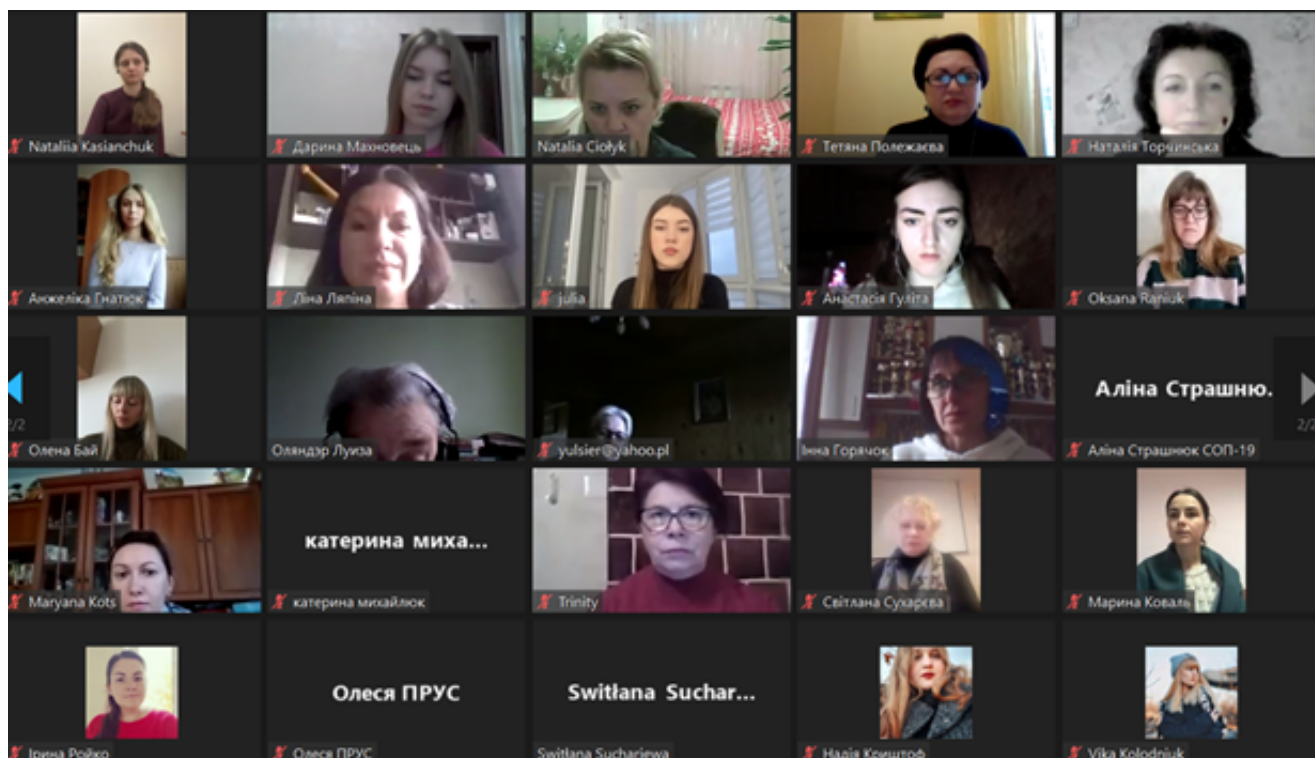 Nataliia Kasianchuk
Дарина Махновець
Natalia Ciołyk
Тетяна Полежаєва
Наталія Торчинська
Анжеліка Гнатюк
Ліна Ляпіна
julia
Анастасія Гуліта
Oksana Raniuk
Аліна Страшню.
2/2
Олена Бай
Оляндэр Луиза
yulsier@yahoo.pl
Інна Горячок
Аліна Страшнюк СОП-19
2/2
катерина миха...
Maryana Kots
катерина михайлюк
Trinity
Світлана Сухарєва
Марина Коваль
Олеся ПРУС
Switłana Suchar...
Ірина Ройко
Олеся ПРУС
Switłana Suchariewa
Надія Криштоф
Vika Kolodniuk